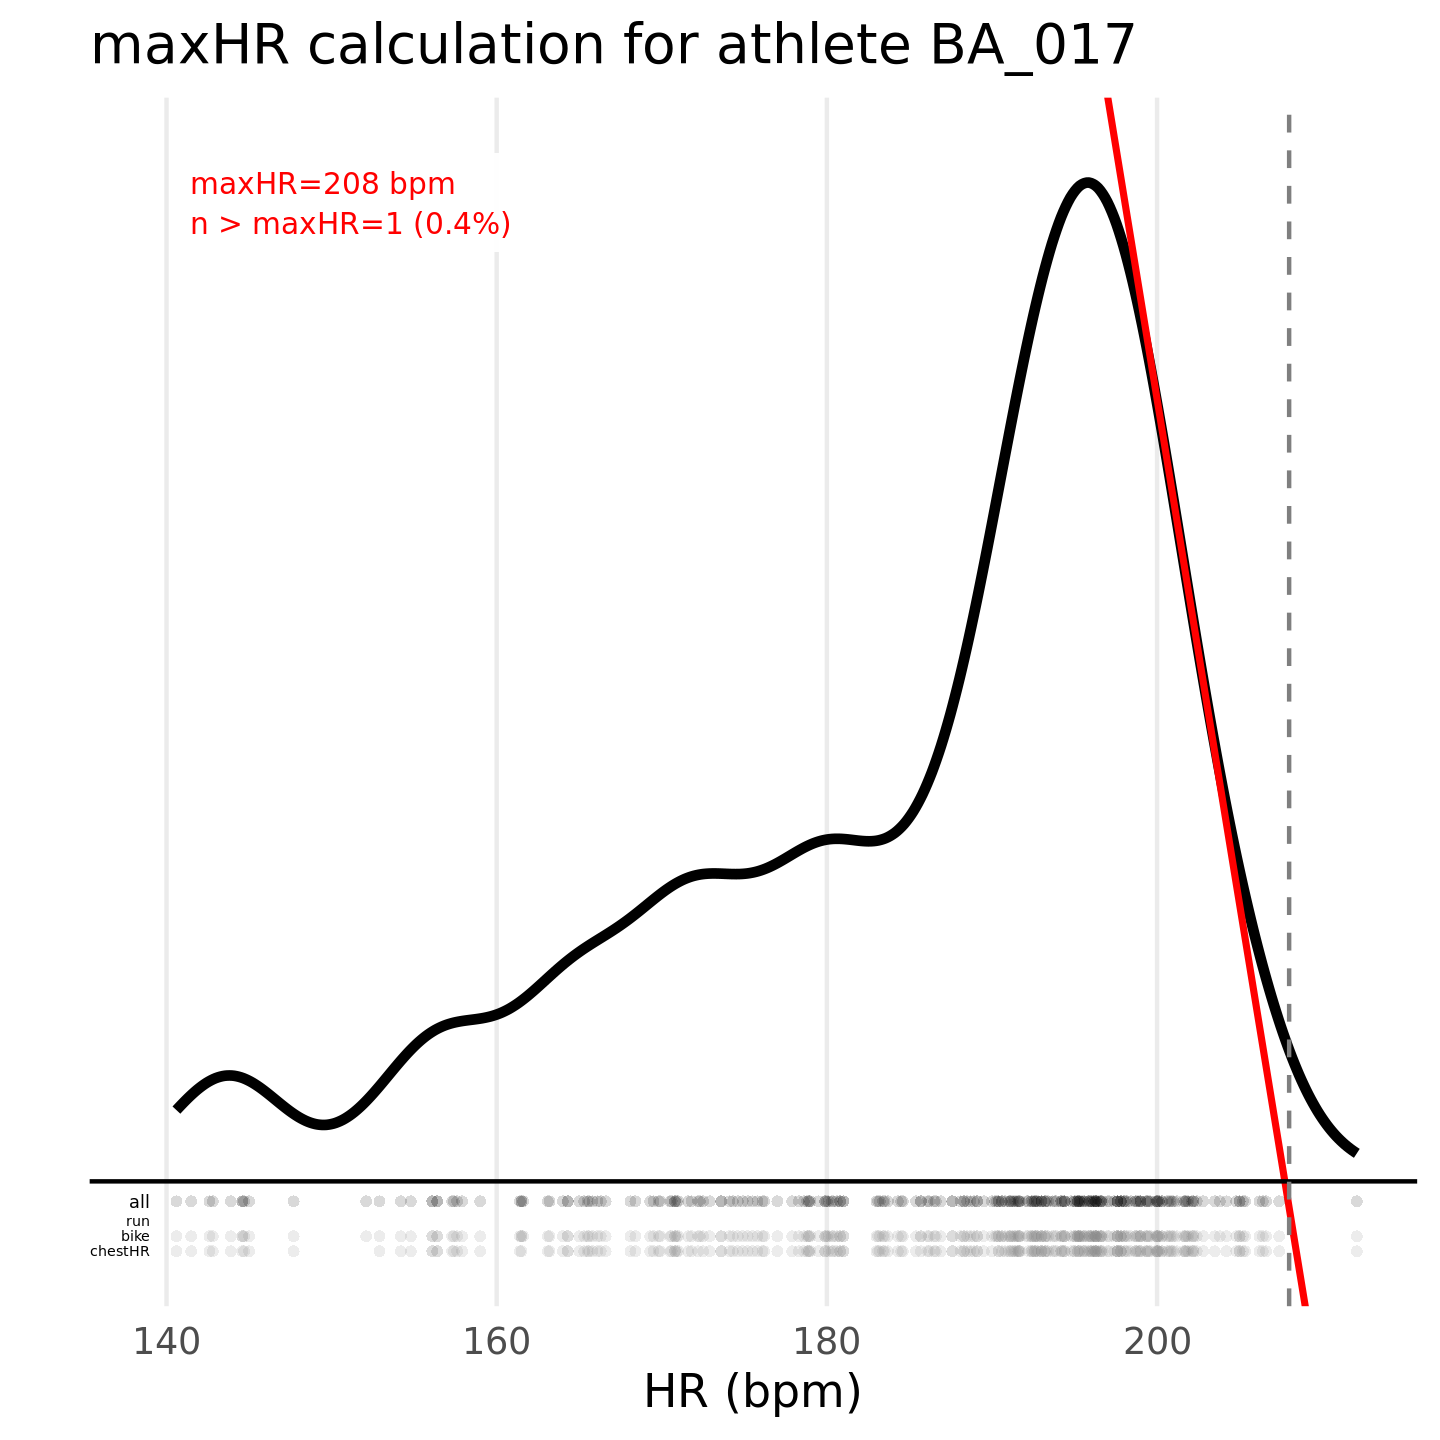 maxHR calculation for athlete BA_017
maxHR=208 bpm
n > maxHR=1 (0.4%)
all
run
bike
chestHR
140 160 180 200
HR (bpm)